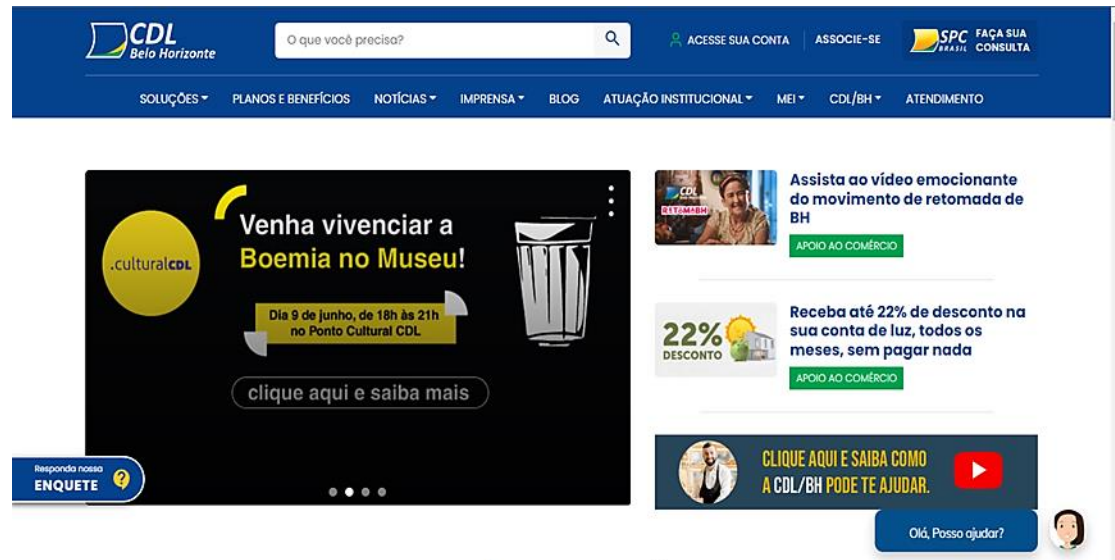 CDL
Belo Horizonte
O que você precisa?
ACESSE SUA CONTA
ASSOCIE-SE
SPC
BRASIL
FAÇA SUA
CONSULTA
SOLUÇÕES
PLANOS E BENEFÍCIOS
NOTÍCIAS
IMPRENSA
BLOG
ATUAÇÃO INSTITUCIONAL
MEI
CDL/BH
ATENDIMENTO
.culturalCDL
Venha vivenciar a
Boemia no Museu!
Dia 9 de junho, de 18h às 21h
no Ponto Cultural CDL
clique aqui e saiba mais
CDL
RETOMABH
Assista ao vídeo emocionante
do movimento de retomada de
BH
APOIO AO COMÉRCIO
22%
DESCONTO
Receba até 22% de desconto na
sua conta de luz, todos os
meses, sem pagar nada
APOIO AO COMÉRCIO
CLIQUE AQUI E SAIBA COMO
A CDL/BH PODE TE AJUDAR.
Responda nossa
ENQUETE
Olá, Posso ajudar?